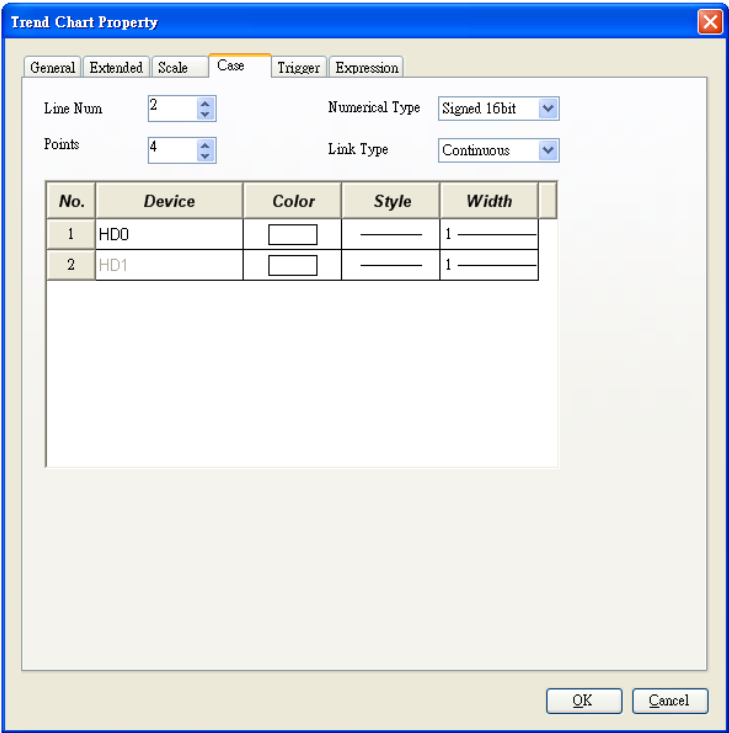 Trend Chart Property
General Extended Scale Case Trigger Expression
Line Num 2 Numerical Type Signed 16bit
Points 4 Link Type Continuous
No. Device Color Style Width
1 HD0 1
2 HD1 1
OK Cancel